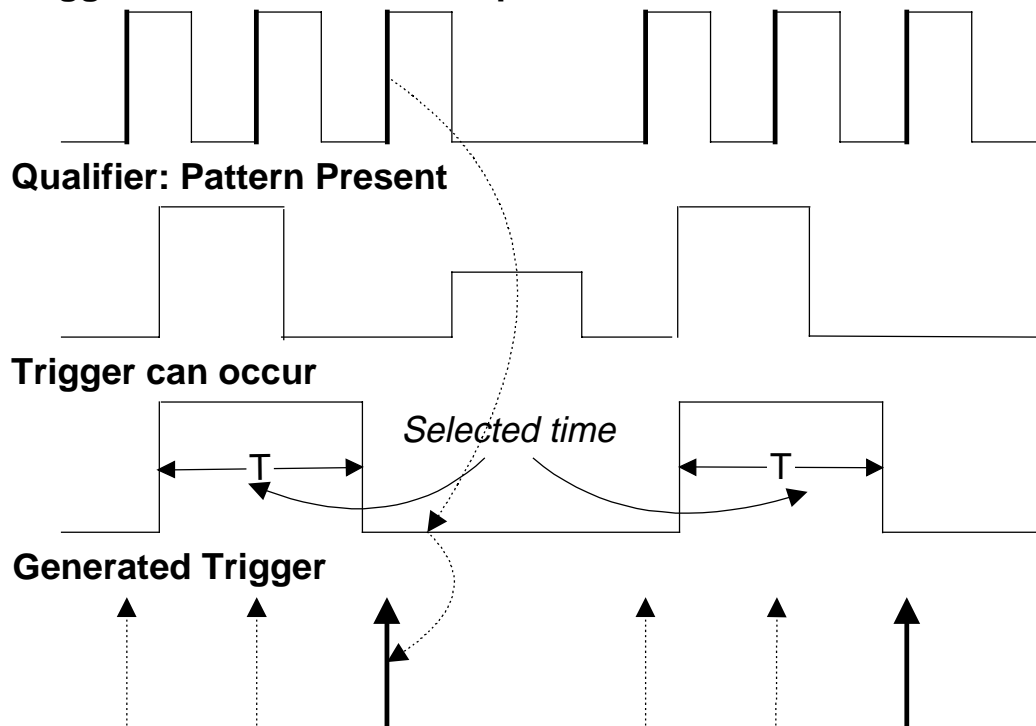 Qualifier: Pattern Present
Trigger can occur
Selected time
T
T
Generated Trigger